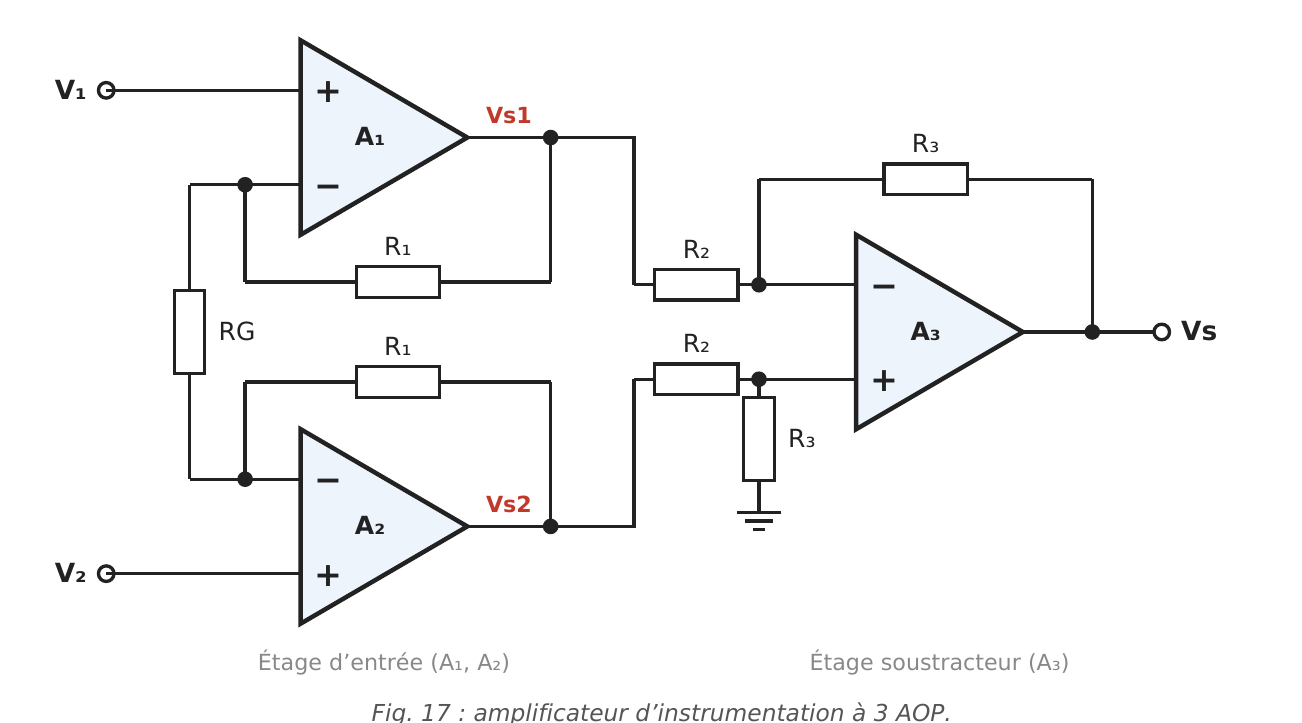 V₁
+
A₁
−
Vs1
R₁
RG
R₁
−
A₂
+
Vs2
V₂
R₂
R₃
−
A₃
+
Vs
R₂
R₃
Étage d’entrée (A₁, A₂)
Étage soustracteur (A₃)
Fig. 17 : amplificateur d’instrumentation à 3 AOP.